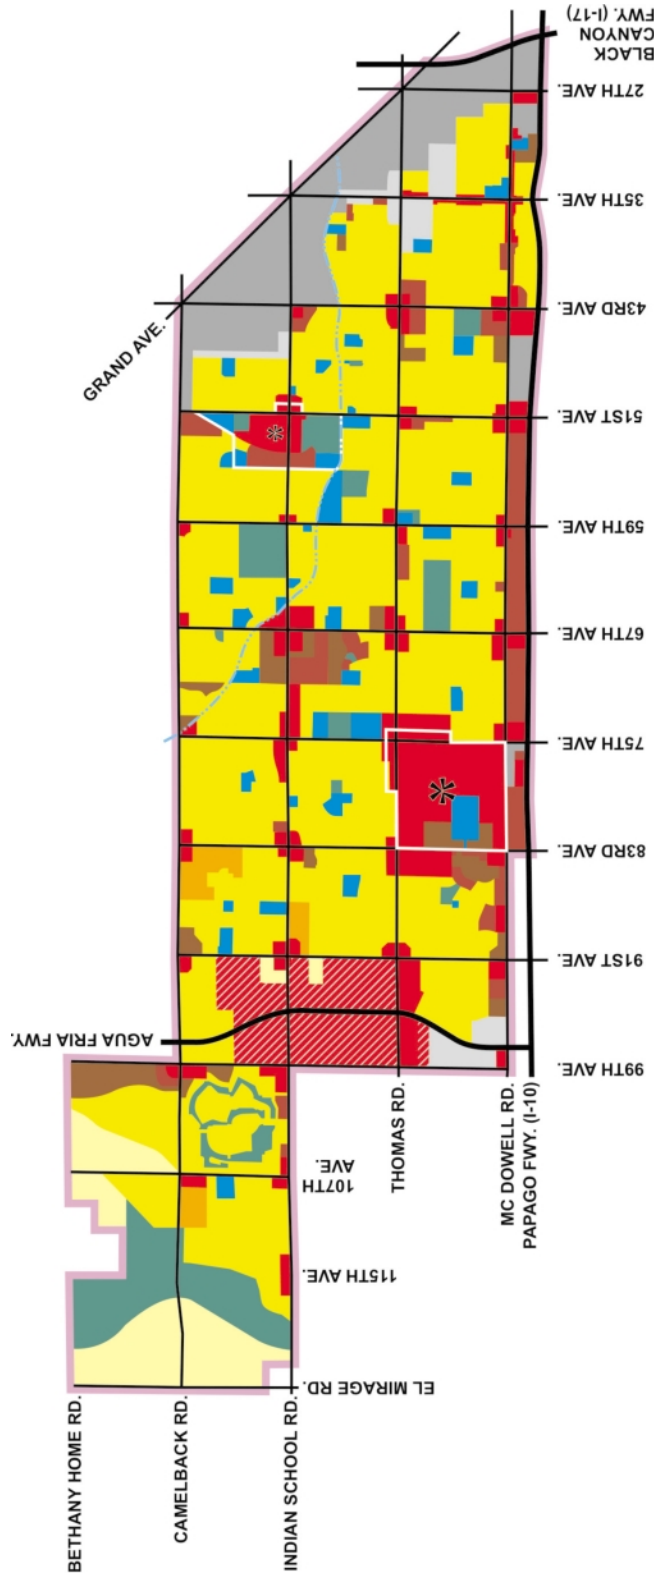 BLACK
CANYON
FWY. (I-17)
27TH AVE.
35TH AVE.
43RD AVE.
GRAND AVE.
51ST AVE.
*
59TH AVE.
67TH AVE.
75TH AVE.
*
83RD AVE.
91ST AVE.
AGUA FRIA FWY.
99TH AVE.
THOMAS RD.
MC DOWELL RD.
PAPAGO FWY. (I-10)
107TH
AVE.
115TH AVE.
EL MIRAGE RD.
BETHANY HOME RD.
CAMELBACK RD.
INDIAN SCHOOL RD.